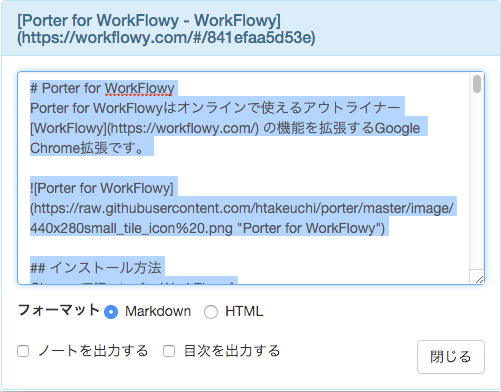 [Porter for WorkFlowy - WorkFlowy]
(https://workflowy.com/#/841efaa5d53e)
# Porter for WorkFlowy
Porter for WorkFlowyはオンラインで使えるアウトライナー
[WorkFlowy](https://workflowy.com/) の機能を拡張するGoogle
Chrome拡張です。
![Porter for WorkFlowy]
(https://raw.githubusercontent.com/htakeuchi/porter/master/image/
440x280small_tile_icon%20.png "Porter for WorkFlowy")
## インストール方法
フォーマット Markdown HTML
ノートを出力する 目次を出力する
閉じる